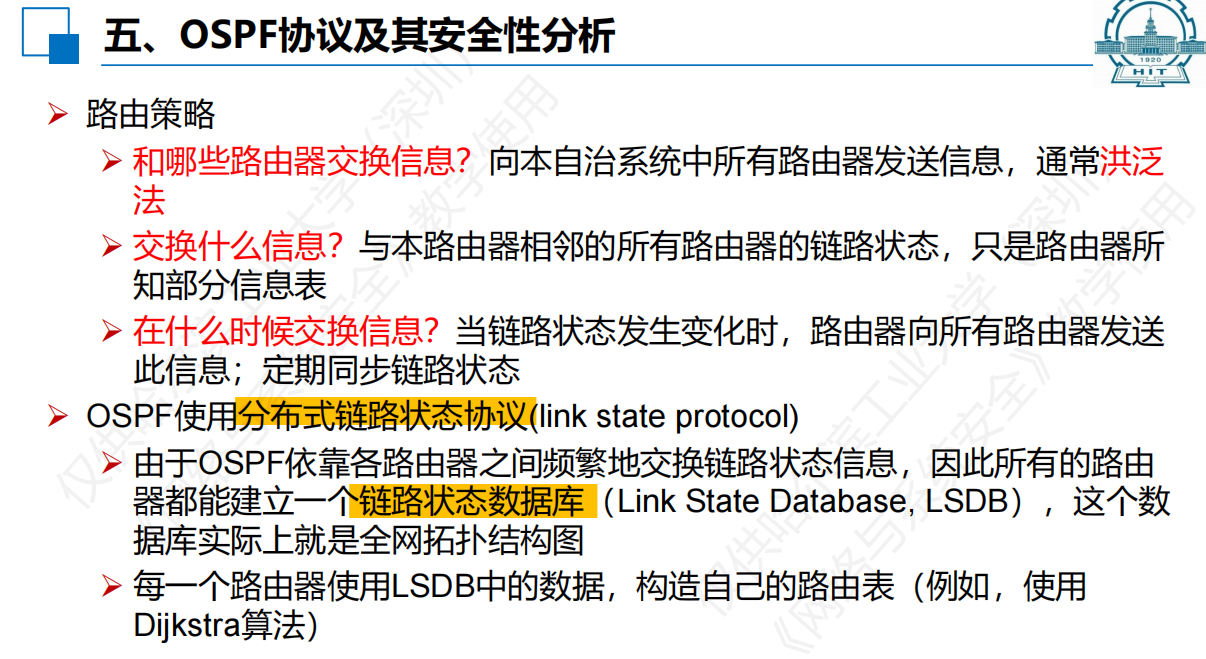 五、OSPF协议及其安全性分析
1920
HIT
路由策略
和哪些路由器交换信息？向本自治系统中所有路由器发送信息，通常洪泛
法
交换什么信息？与本路由器相邻的所有路由器的链路状态，只是路由器所
知部分信息表
在什么时候交换信息？当链路状态发生变化时，路由器向所有路由器发送
此信息；定期同步链路状态
OSPF使用分布式链路状态协议(link state protocol)
由于OSPF依靠各路由器之间频繁地交换链路状态信息，因此所有的路由
器都能建立一个链路状态数据库（Link State Database, LSDB），这个数
据库实际上就是全网拓扑结构图
每一个路由器使用LSDB中的数据，构造自己的路由表（例如，使用
Dijkstra算法）
仅供哈尔滨工业大学（深圳）
《网络与系统安全》教学使用
仅供哈尔滨工业大学（深圳）
《网络与系统安全》教学使用